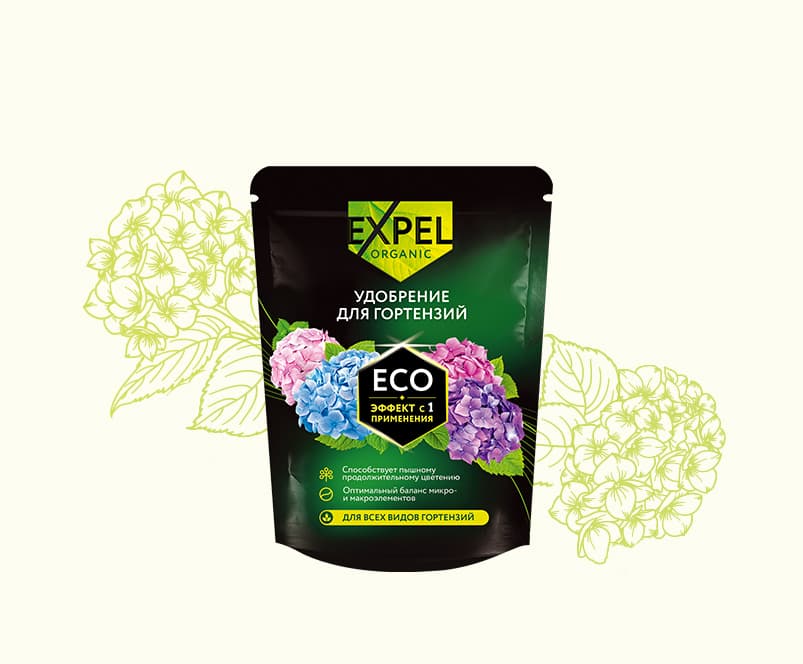 EXPEL
ORGANIC
УДОБРЕНИЕ
ДЛЯ ГОРТЕНЗИЙ
ECO
ЭФФЕКТ с 1
ПРИМЕНЕНИЯ
Способствует пышному
продолжительному цветению
Оптимальный баланс микро-
и макроэлементов
ДЛЯ ВСЕХ ВИДОВ ГОРТЕНЗИЙ